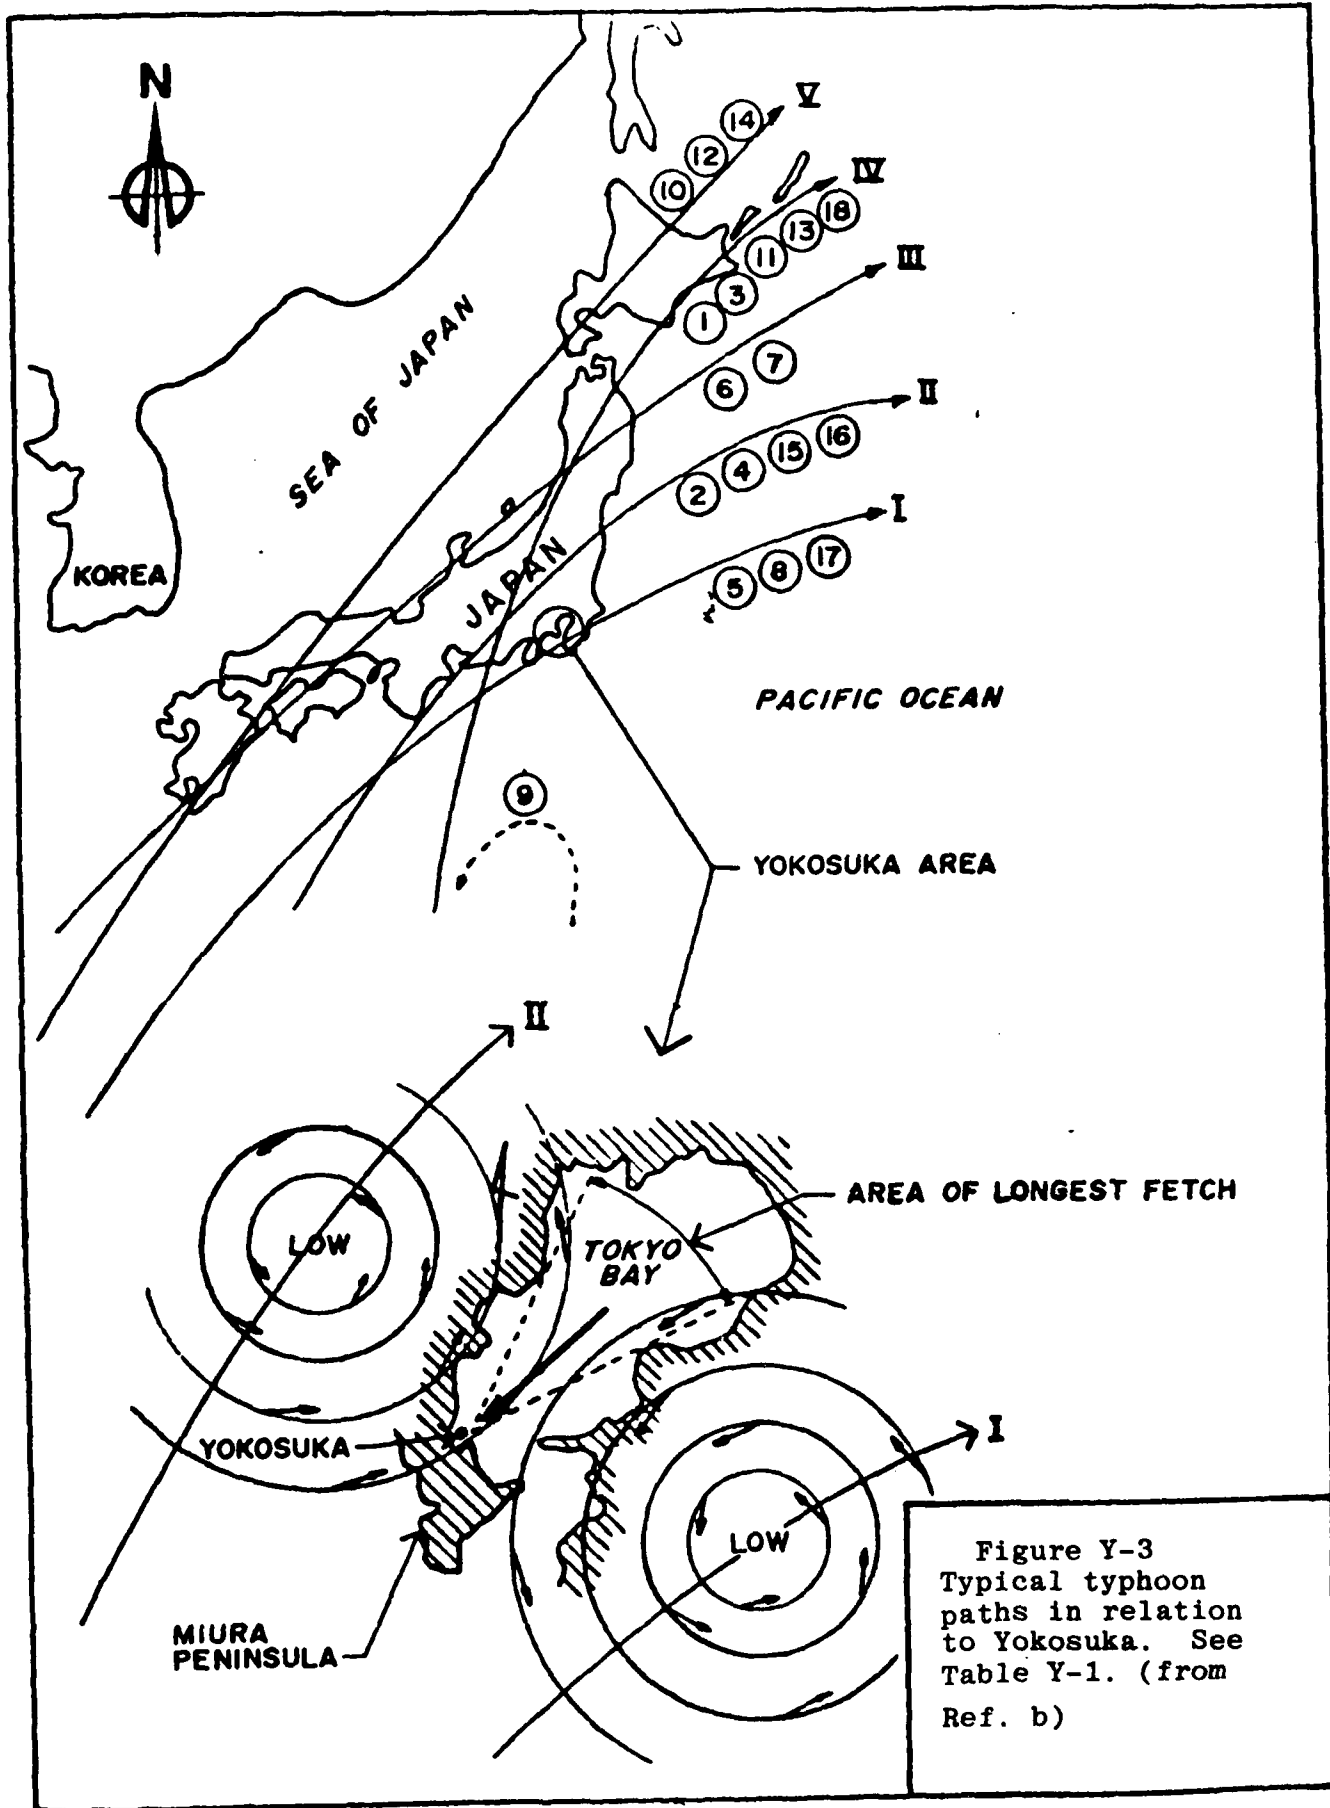 N
V
14
12
10
IV
18
13
11
3
1
III
7
6
II
16
15
4
2
I
17
8
5
SEA OF JAPAN
KOREA
JAPAN
PACIFIC OCEAN
9
YOKOSUKA AREA
II
AREA OF LONGEST FETCH
LOW
TOKYO
BAY
YOKOSUKA
I
LOW
MIURA
PENINSULA
Figure Y-3
Typical typhoon
paths in relation
to Yokosuka. See
Table Y-1. (from
Ref. b)